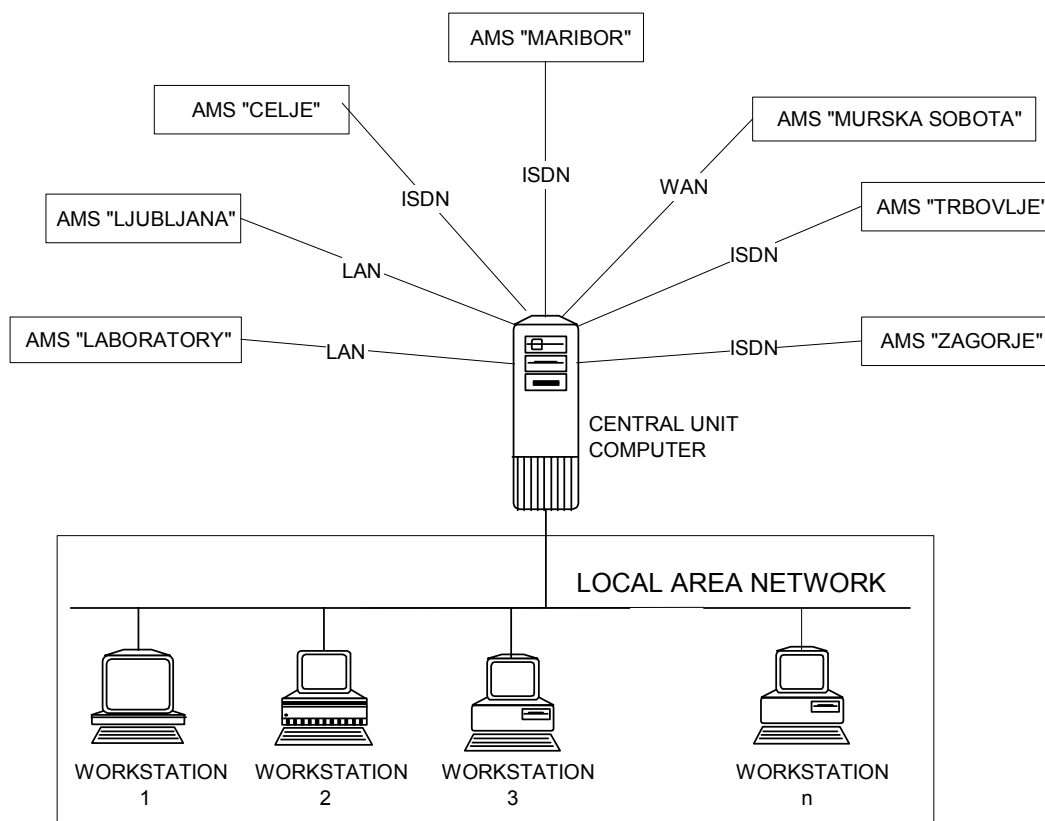 AMS "MARIBOR"
AMS "CELJE"
AMS "MURSKA SOBOTA"
ISDN
ISDN
WAN
AMS "LJUBLJANA"
AMS "TRBOVLJE"
LAN
ISDN
AMS "LABORATORY"
LAN
ISDN
AMS "ZAGORJE"
CENTRAL UNIT
COMPUTER
LOCAL AREA NETWORK
WORKSTATION
1
WORKSTATION
2
WORKSTATION
3
WORKSTATION
n